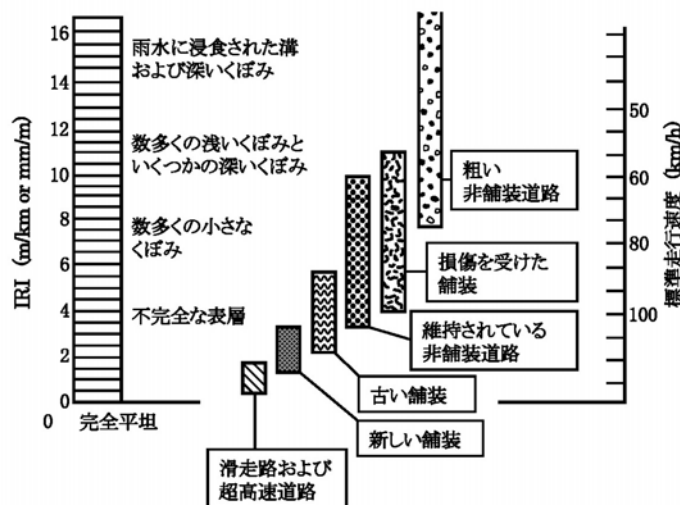 IRI (m/km or mm/m)
16
14
12
10
8
6
4
2
0
0
完全平坦
雨水に浸食された溝
および深いくぼみ
数多くの浅いくぼみと
いくつかの深いくぼみ
数多くの小さな
くぼみ
不完全な表層
粗い
非舗装道路
損傷を受けた
舗装
維持されている
非舗装道路
古い舗装
新しい舗装
滑走路および
超高速道路
50
60
80
100
標準走行速度 (km/h)